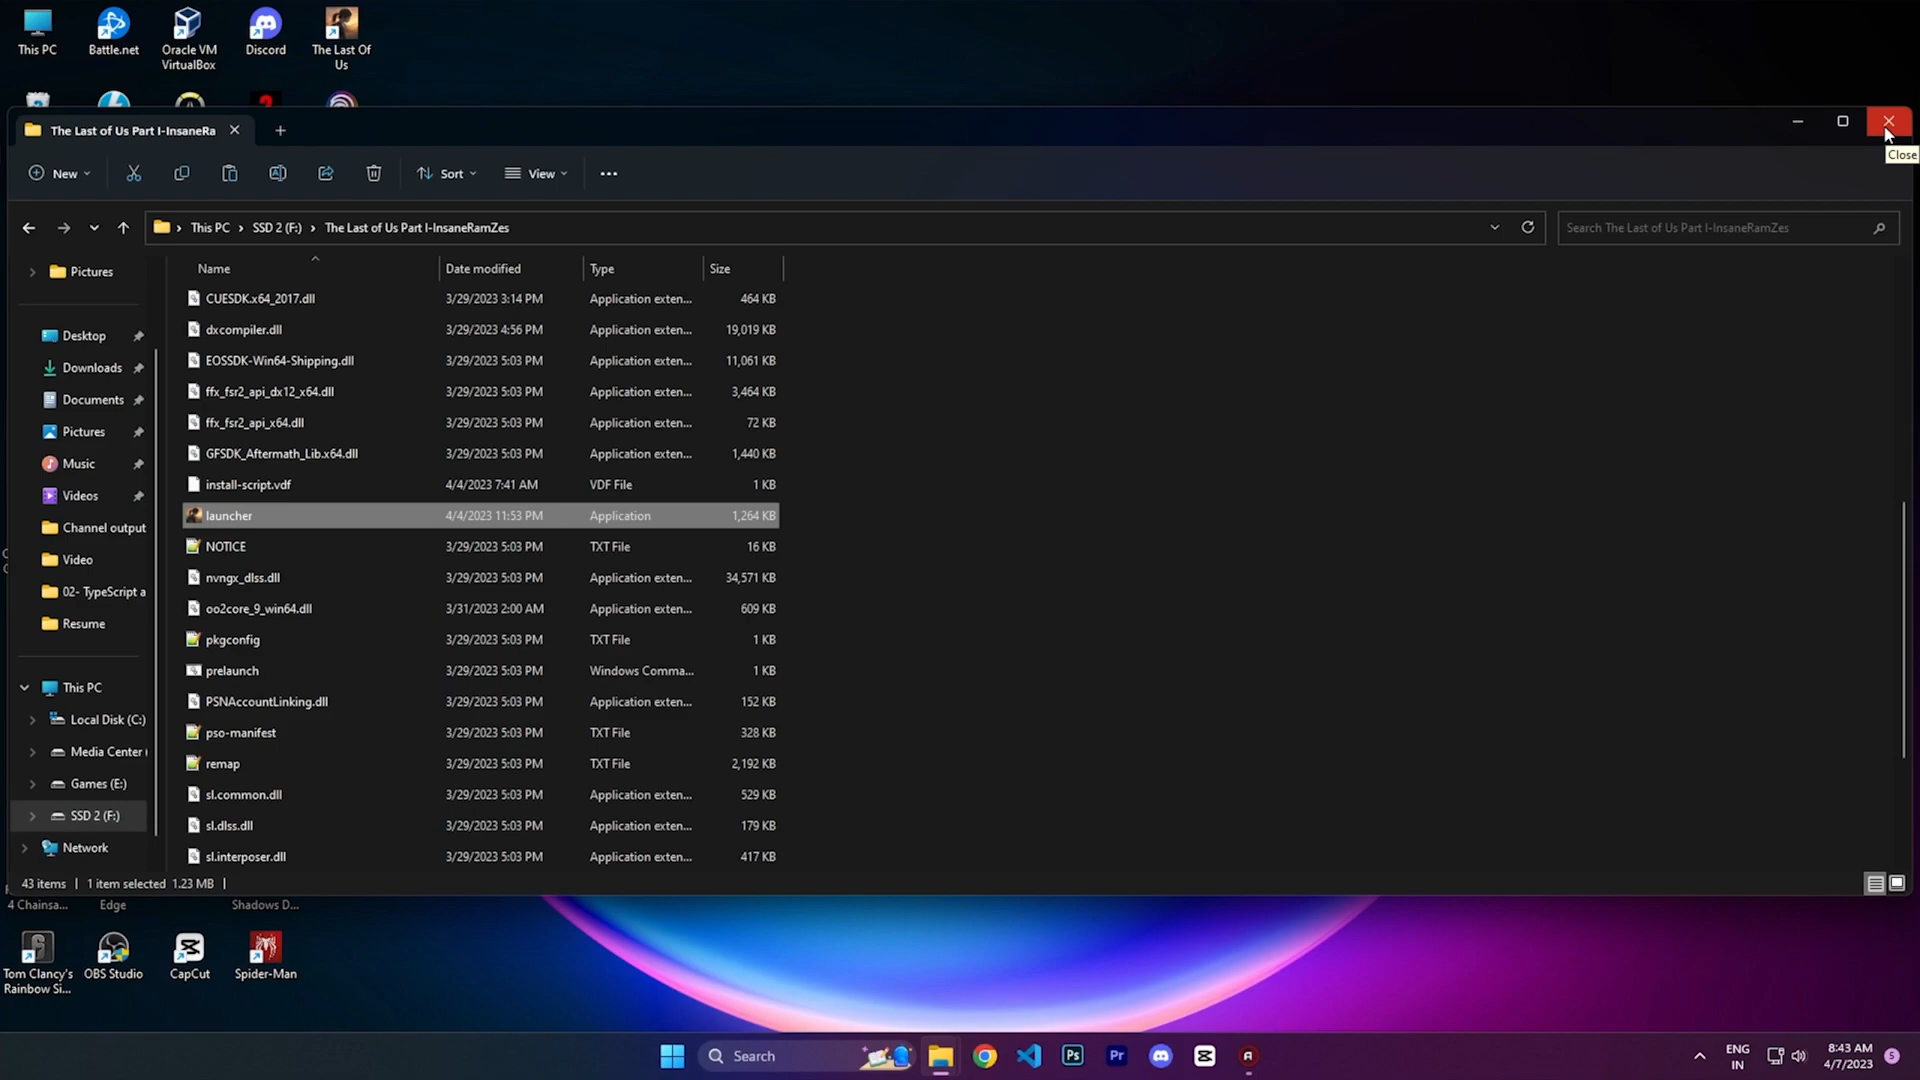 This PC
Battle.net
Oracle VM
VirtualBox
Discord
The Last Of
Us
The Last of Us Part I-InsaneRa
Close
New
Sort
View
This PC
SSD 2 (F:)
The Last of Us Part I-InsaneRamZes
Search The Last of Us Part I-InsaneRamZes
Name
Date modified
Type
Size
CUESDK.x64_2017.dll 3/29/2023 3:14 PM Application exten... 464 KB
dxcompiler.dll 3/29/2023 4:56 PM Application exten... 19,019 KB
EOSSDK-Win64-Shipping.dll 3/29/2023 5:03 PM Application exten... 11,061 KB
ffx_fsr2_api_dx12_x64.dll 3/29/2023 5:03 PM Application exten... 3,464 KB
ffx_fsr2_api_x64.dll 3/29/2023 5:03 PM Application exten... 72 KB
GFSDK_Aftermath_Lib.x64.dll 3/29/2023 5:03 PM Application exten... 1,440 KB
install-script.vdf 4/4/2023 7:41 AM VDF File 1 KB
launcher 4/4/2023 11:53 PM Application 1,264 KB
NOTICE 3/29/2023 5:03 PM TXT File 16 KB
nvngx_dlss.dll 3/29/2023 5:03 PM Application exten... 34,571 KB
oo2core_9_win64.dll 3/31/2023 2:00 AM Application exten... 609 KB
pkgconfig 3/29/2023 5:03 PM TXT File 1 KB
prelaunch 3/29/2023 5:03 PM Windows Comma... 1 KB
PSNAccountLinking.dll 3/29/2023 5:03 PM Application exten... 152 KB
pso-manifest 3/29/2023 5:03 PM TXT File 328 KB
remap 3/29/2023 5:03 PM TXT File 2,192 KB
sl.common.dll 3/29/2023 5:03 PM Application exten... 529 KB
sl.dlss.dll 3/29/2023 5:03 PM Application exten... 179 KB
sl.interposer.dll 3/29/2023 5:03 PM Application exten... 417 KB
Pictures
Desktop
Downloads
Documents
Pictures
Music
Videos
Channel output
Video
02- TypeScript a
Resume
This PC
Local Disk (C:)
Media Center (
Games (E:)
SSD 2 (F:)
Network
43 items
1 item selected 1.23 MB
4 Chainsa...
Edge
Shadows D...
Tom Clancy's
Rainbow Si...
OBS Studio
CapCut
Spider-Man
Search
Ps
Pr
ENG
IN
8:43 AM
4/7/2023
5